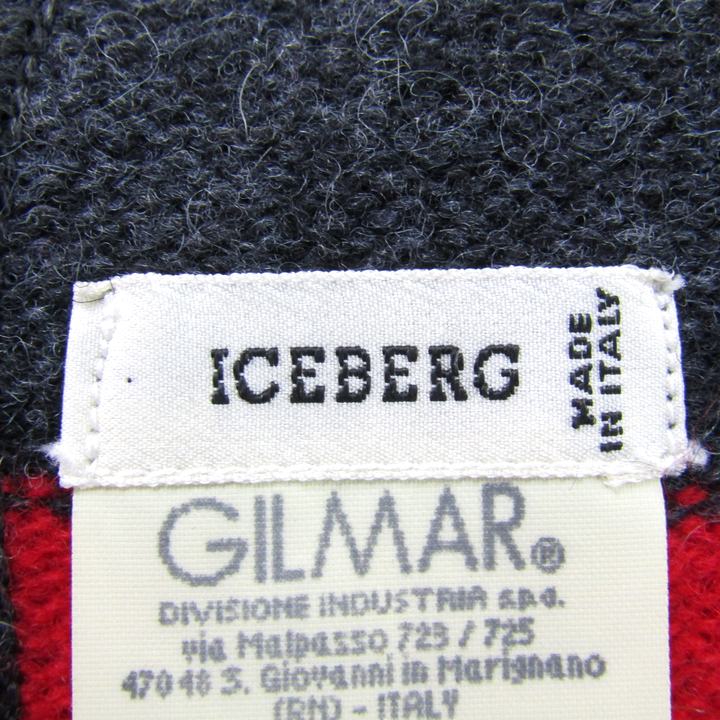 ICEBERG
MADE
IN ITALY
GILMAR®
DIVISIONE INDUSTRIA s.p.a.
via Malpasso 723 / 725
47048 S. Giovanni in Marignano
(RN) - ITALY